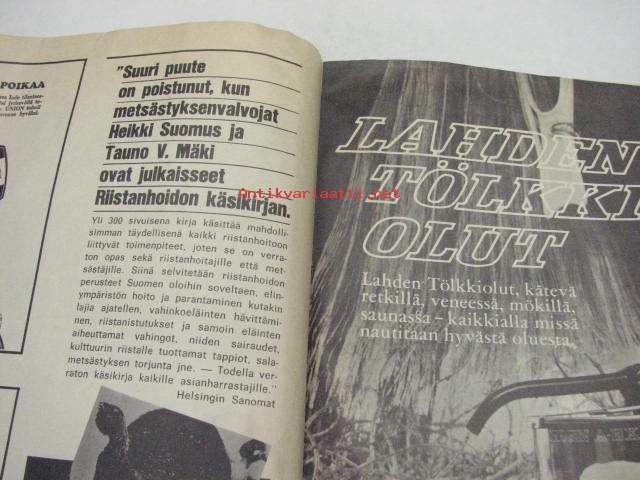 POIKAA
"Suuri puute
on poistunut, kun
metsästyksenvalvojat
Heikki Suomus ja
Tauno V. Mäki
ovat julkaisseet
Riistanhoidon käsikirjan.
Yli 300 sivuisena kirja käsittää mahdolli-
simman täydellisenä kaikki riistanhoitoon
liittyvät toimenpiteet, joten se on verra-
ton opas sekä riistanhoitajille että met-
sästäjille. Siinä selvitetään riistanhoidon
perusteet Suomen oloihin soveltaen, elin-
ympäristön hoito ja parantaminen kutakin
lajia ajatellen, vahinkoeläinten hävittämi-
nen, riistanistutukset ja samoin eläinten
aiheuttamat vahingot, niiden sairaudet,
kulttuurin riistalle tuottamat tappiot, sala-
metsästyksen torjunta jne. — Todella ver-
raton käsikirja kaikille asianharrastajille."
Helsingin Sanomat
Antikvariaatti.net
LAHDEN
TÖLKKI
OLUT
Lahden Tölkkiolut, kätevä
retkillä, veneessä, mökillä,
saunassa – kaikkialla missä
nautitaan hyvästä oluesta.